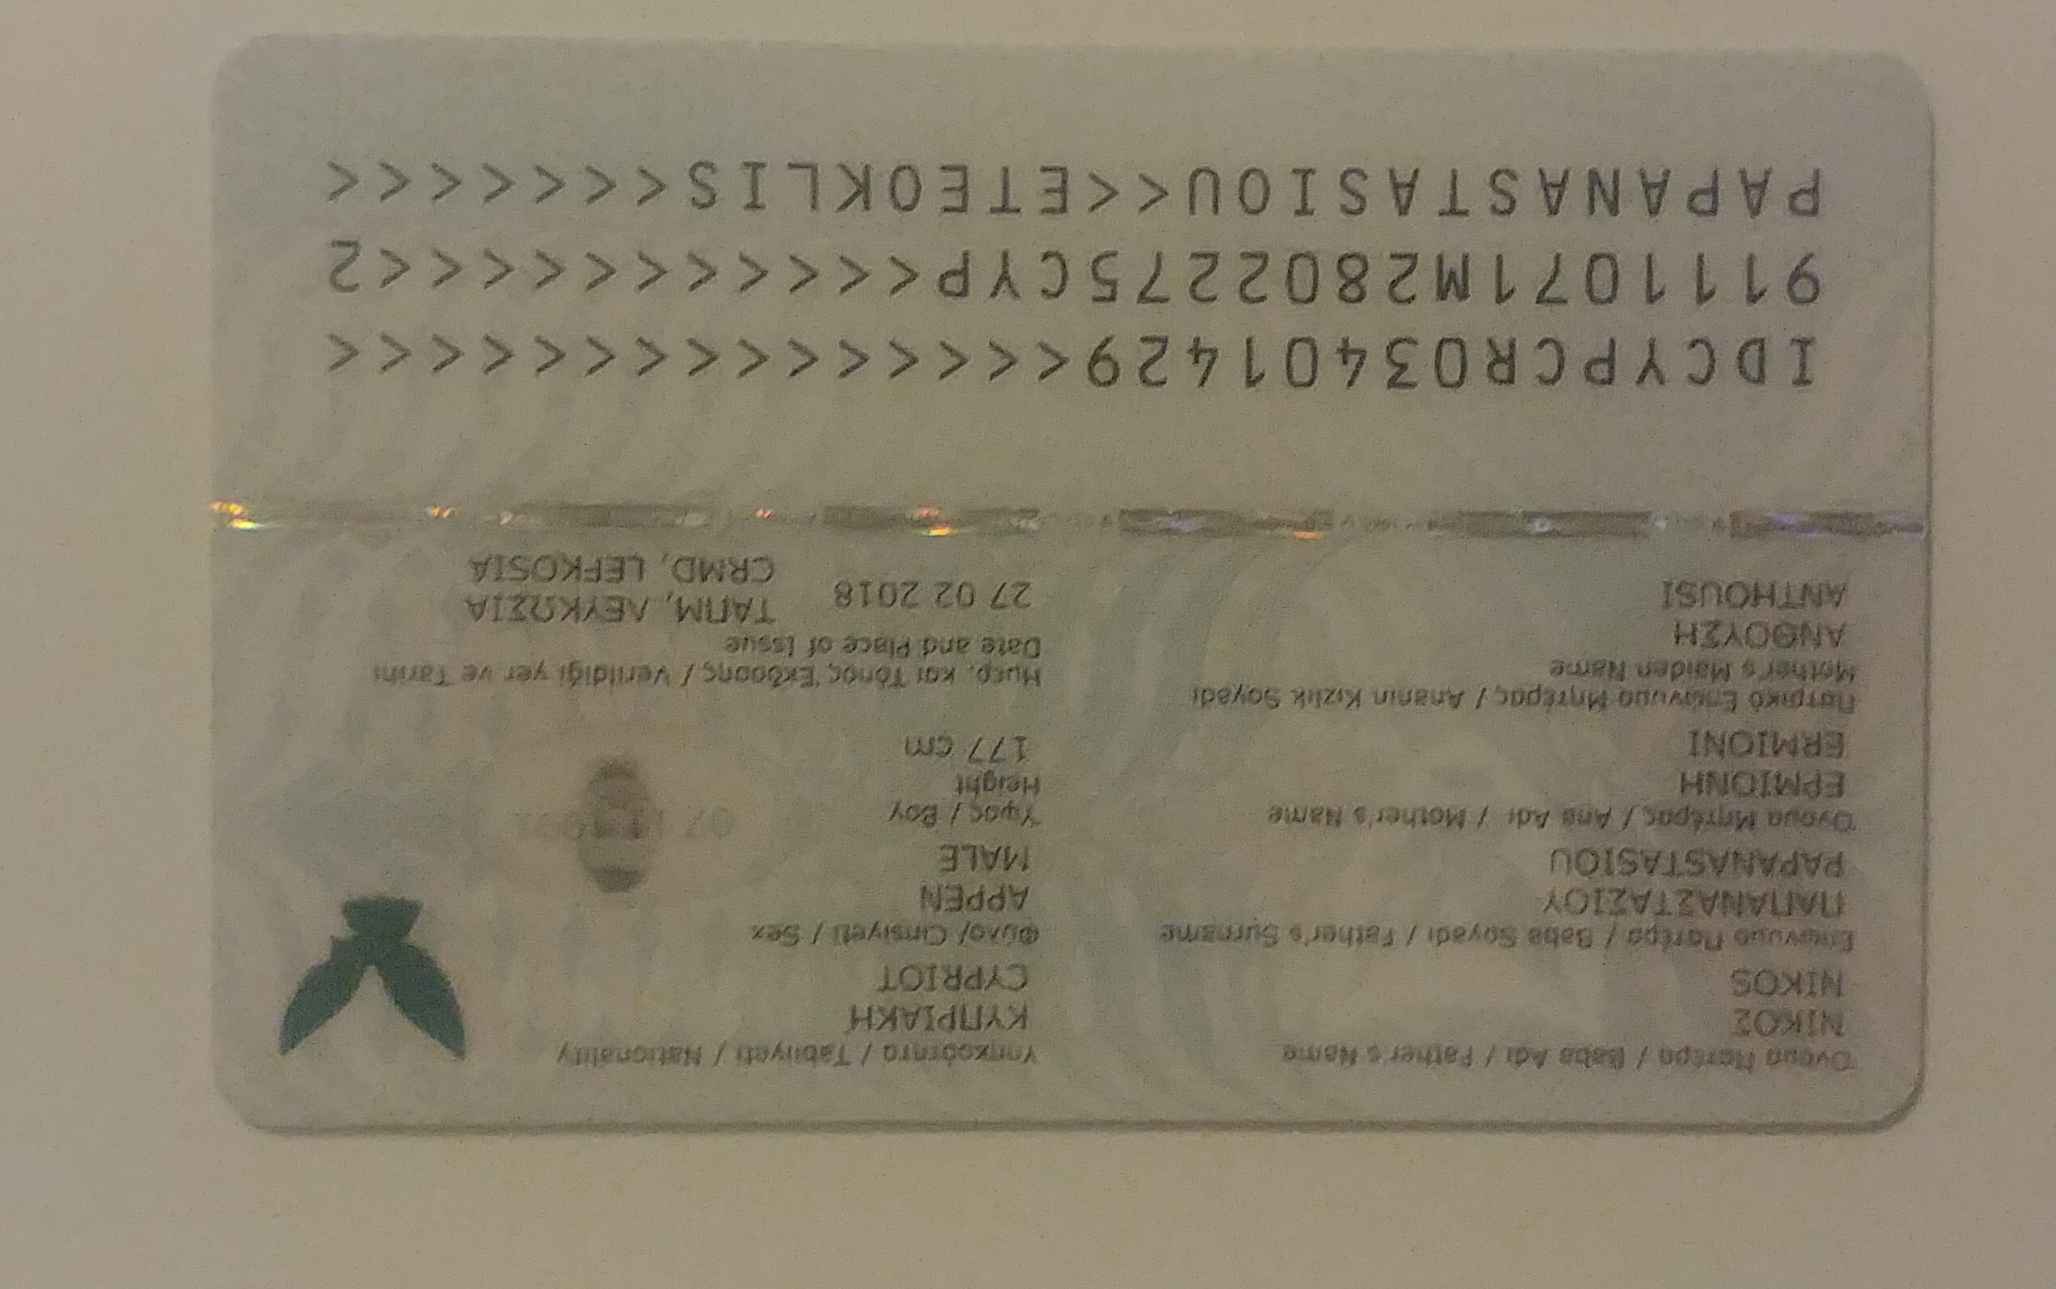 Όνομα Πατέρα / Baba Adı / Father's Name
ΝΙΚΟΣ
NIKOS
Επώνυμο Πατέρα / Baba Soyadı / Father's Surname
ΠΑΠΑΝΑΣΤΑΣΙΟΥ
PAPANASTASIOU
Όνομα Μητέρας / Ana Adı / Mother's Name
ΕΡΜΙΟΝΗ
ERMIONI
Πατρικό Επώνυμο Μητέρας / Ananın Kızlık Soyadı
Mother's Maiden Name
ΑΝΘΟΥΣΗ
ANTHOUSI
Υπηκοότητα / Tabiiyeti / Nationality
ΚΥΠΡΙΑΚΗ
CYPRIOT
Φύλο/ Cinsiyeti / Sex
ΑΡΡΕΝ
MALE
Ύψος / Boy
Height
177 cm
Ημερ. και Τόπος Έκδοσης / Verildiği yer ve Tarihi
Date and Place of Issue
27 02 2018
ΤΑΠΜ, ΛΕΥΚΩΣΙΑ
CRMD, LEFKOSIA
IDCYPCR03401429<<<<<<<<<<<<<<<
9111071M2802275CYP<<<<<<<<<<<2
PAPANASTASIOU<<ETEOKLIS<<<<<<<